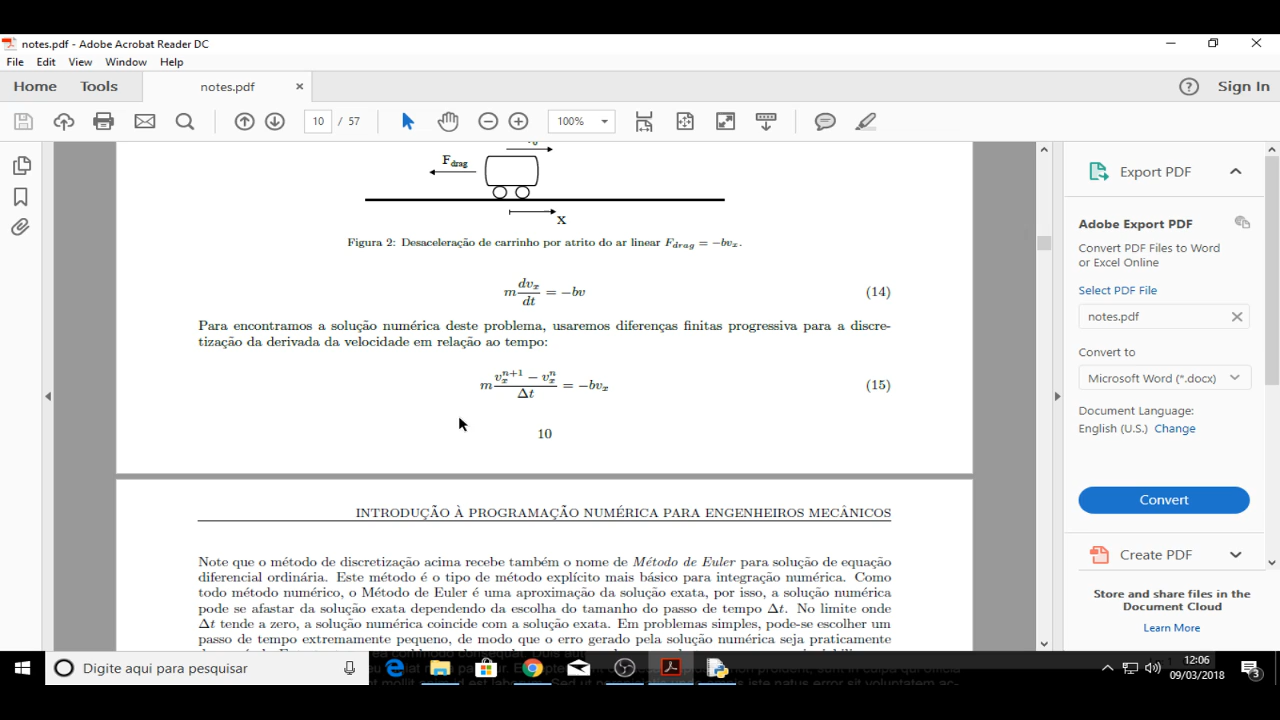 notes.pdf - Adobe Acrobat Reader DC
File Edit View Window Help
Home Tools notes.pdf × ? Sign In
10 / 57 100%
F_drag
X
Figura 2: Desaceleração de carrinho por atrito do ar linear F_drag = −bv_x.
m dv_x/dt = −bv (14)
Para encontramos a solução numérica deste problema, usaremos diferenças finitas progressiva para a discre-
tização da derivada da velocidade em relação ao tempo:
m (v_x^{n+1} − v_x^n)/Δt = −bv_x (15)
10
INTRODUÇÃO À PROGRAMAÇÃO NUMÉRICA PARA ENGENHEIROS MECÂNICOS
Note que o método de discretização acima recebe também o nome de Método de Euler para solução de equação
diferencial ordinária. Este método é o tipo de método explícito mais básico para integração numérica. Como
todo método numérico, o Método de Euler é uma aproximação da solução exata, por isso, a solução numérica
pode se afastar da solução exata dependendo da escolha do tamanho do passo de tempo Δt. No limite onde
Δt tende a zero, a solução numérica coincide com a solução exata. Em problemas simples, pode-se escolher um
passo de tempo extremamente pequeno, de modo que o erro gerado pela solução numérica seja praticamente
Export PDF
Adobe Export PDF
Convert PDF Files to Word
or Excel Online
Select PDF File
notes.pdf
Convert to
Microsoft Word (*.docx)
Document Language:
English (U.S.) Change
Convert
Create PDF
Store and share files in the
Document Cloud
Learn More
Digite aqui para pesquisar
12:06
09/03/2018
3